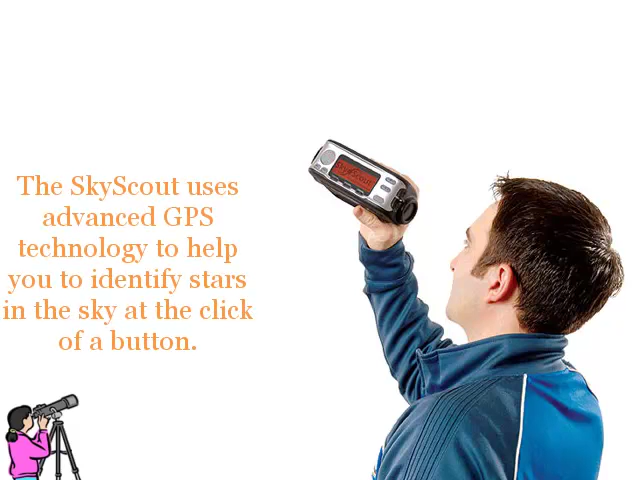 SkyScout
The SkyScout uses
advanced GPS
technology to help
you to identify stars
in the sky at the click
of a button.